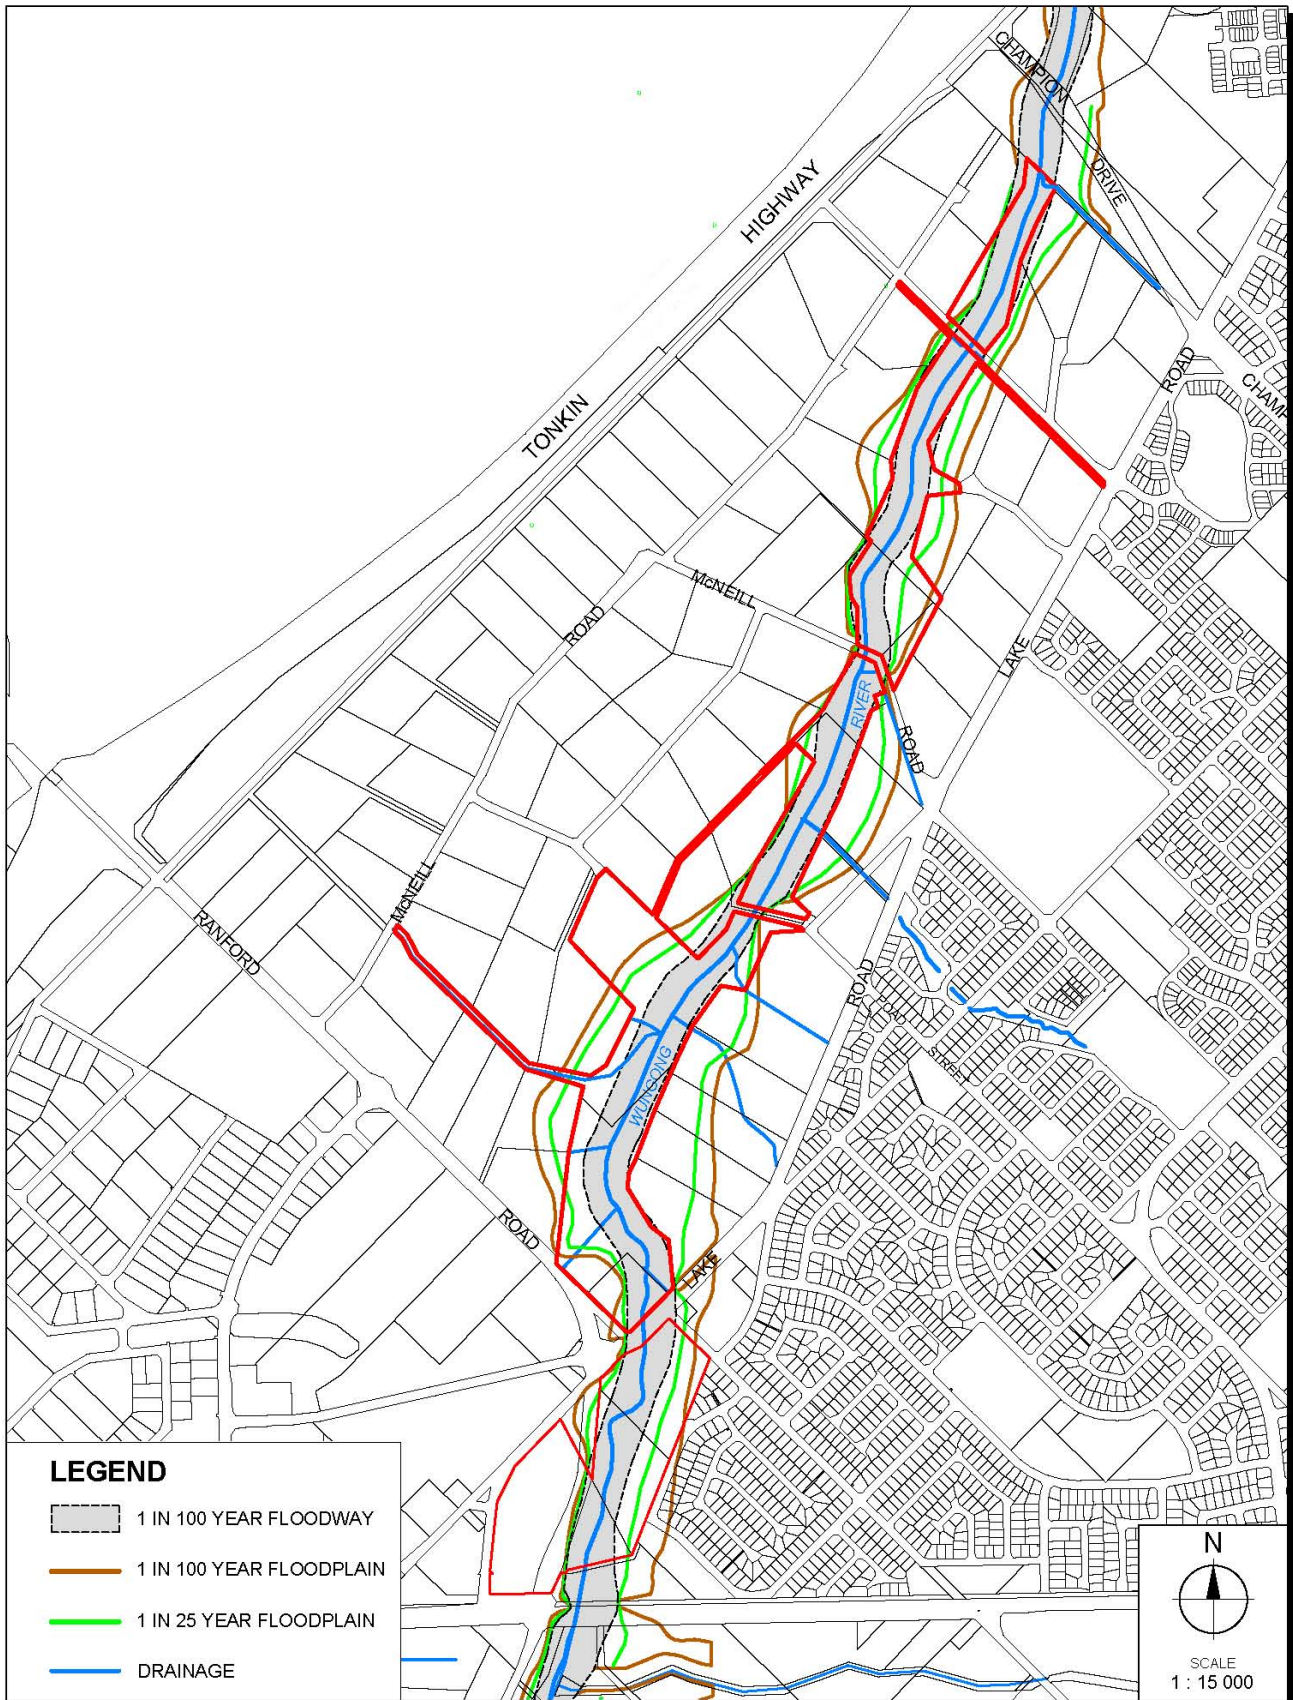 CHAMPION
DRIVE
HIGHWAY
TONKIN
ROAD
CHAMP
McNEILL
ROAD
LAKE
RIVER
ROAD
McNEILL
RANFORD
ROAD
ROAD
STREET
WUNGONG
ROAD
LAKE
LEGEND
1 IN 100 YEAR FLOODWAY
1 IN 100 YEAR FLOODPLAIN
1 IN 25 YEAR FLOODPLAIN
DRAINAGE
N
SCALE
1 : 15 000